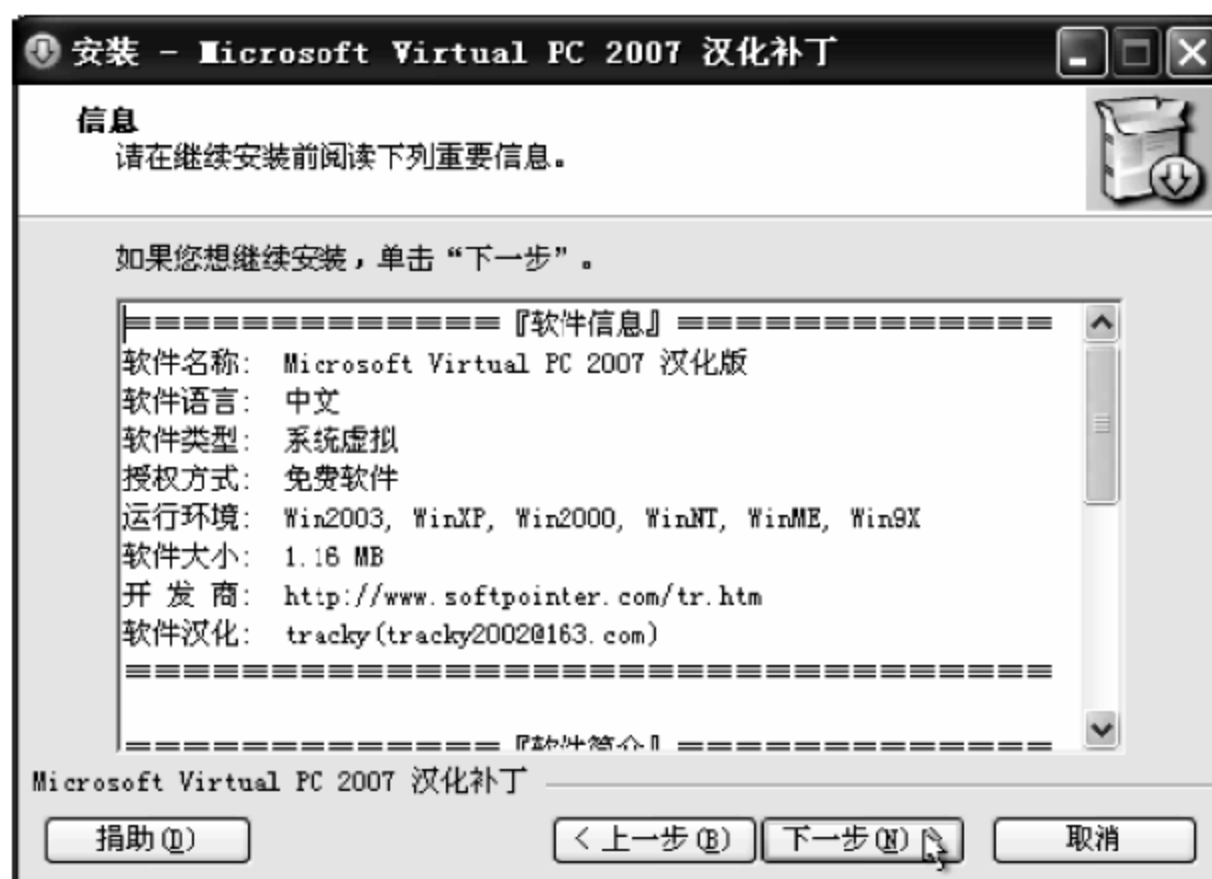 安装 - Microsoft Virtual PC 2007 汉化补丁
信息
请在继续安装前阅读下列重要信息。
如果您想继续安装，单击“下一步”。
=============『软件信息』=============
软件名称： Microsoft Virtual PC 2007 汉化版
软件语言： 中文
软件类型： 系统虚拟
授权方式： 免费软件
运行环境： Win2003, WinXP, Win2000, WinNT, WinME, Win9X
软件大小： 1.16 MB
开 发 商： http://www.softpointer.com/tr.htm
软件汉化： tracky(tracky2002@163.com)
================================
=============『软件简介』=============
Microsoft Virtual PC 2007 汉化补丁
捐助(D)
< 上一步(B)
下一步(N) >
取消